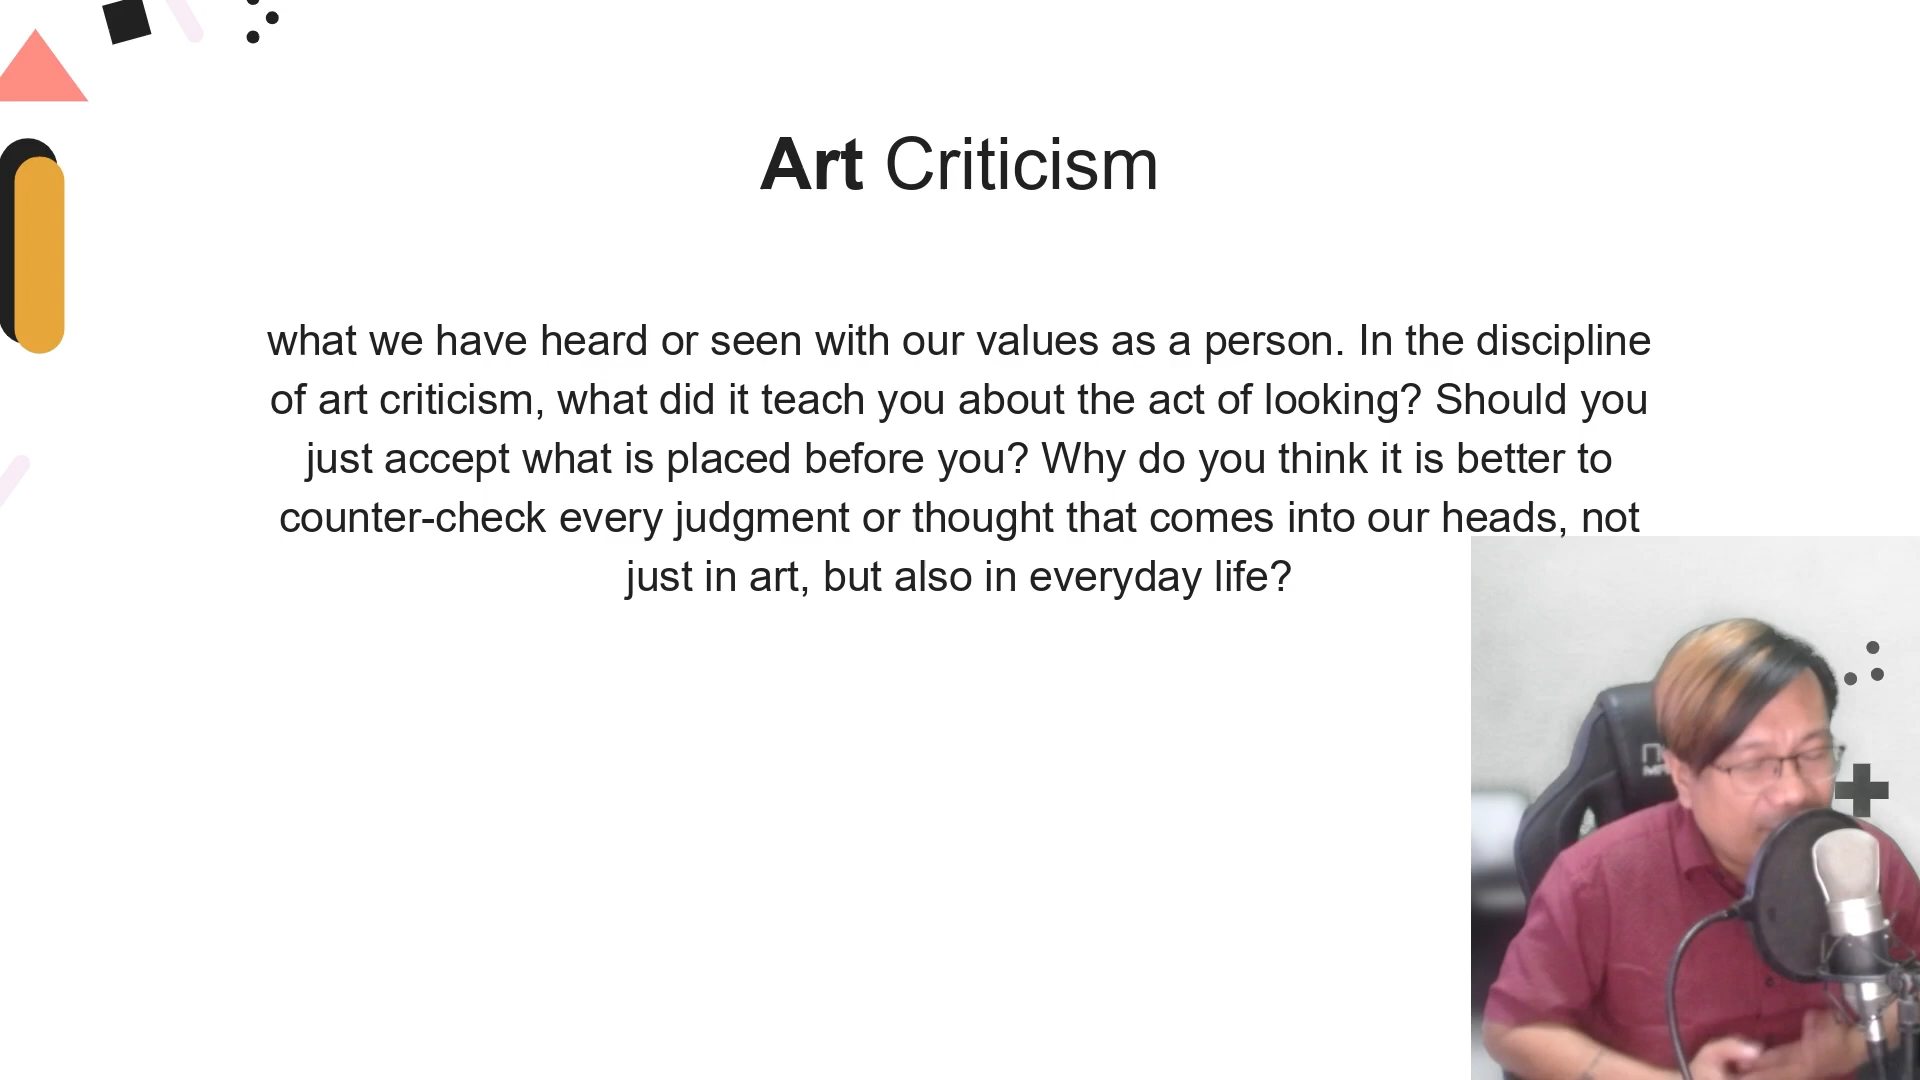 Art Criticism
what we have heard or seen with our values as a person. In the discipline
of art criticism, what did it teach you about the act of looking? Should you
just accept what is placed before you? Why do you think it is better to
counter-check every judgment or thought that comes into our heads, not
just in art, but also in everyday life?